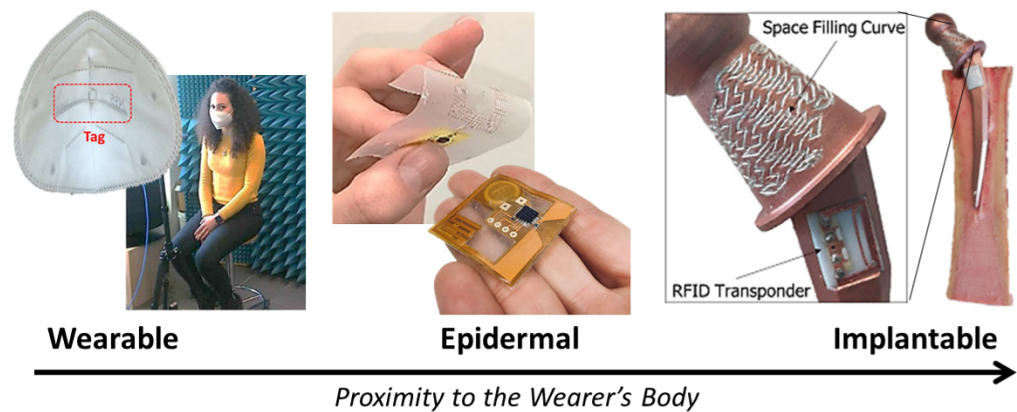 Tag
Space Filling Curve
RFID Transponder
Wearable
Epidermal
Implantable
Proximity to the Wearer's Body